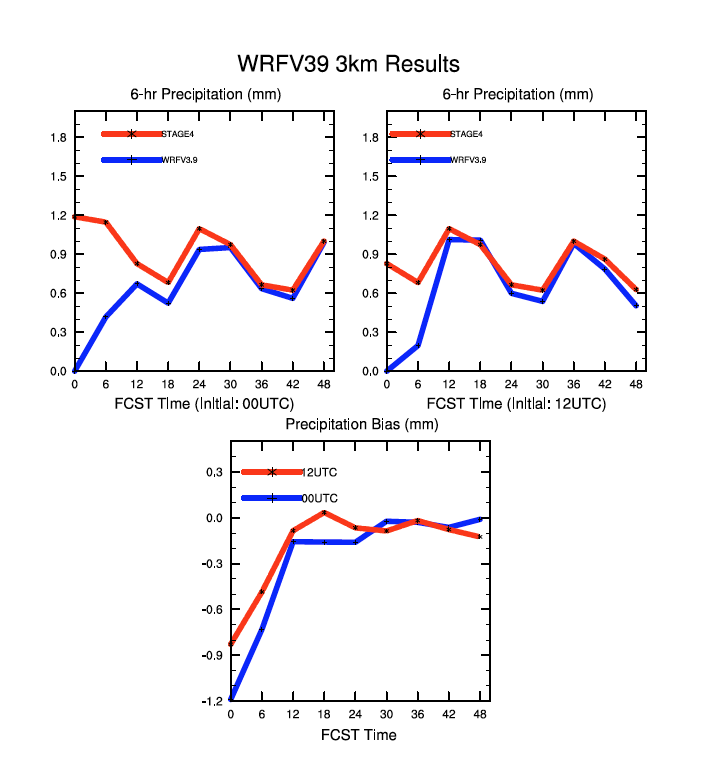 WRFV39 3km Results
6-hr Precipitation (mm)
1.8
1.5
1.2
0.9
0.6
0.3
0.0
STAGE4
WRFV3.9
0 6 12 18 24 30 36 42 48
FCST Time (Initial: 00UTC)
6-hr Precipitation (mm)
1.8
1.5
1.2
0.9
0.6
0.3
0.0
STAGE4
WRFV3.9
0 6 12 18 24 30 36 42 48
FCST Time (Initial: 12UTC)
Precipitation Bias (mm)
0.3
0.0
-0.3
-0.6
-0.9
-1.2
12UTC
00UTC
0 6 12 18 24 30 36 42 48
FCST Time